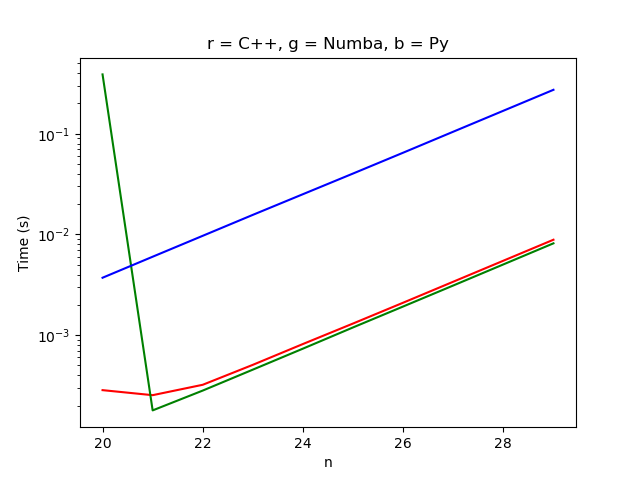 r = C++, g = Numba, b = Py
Time (s)
10⁻¹
10⁻²
10⁻³
20 22 24 26 28
n